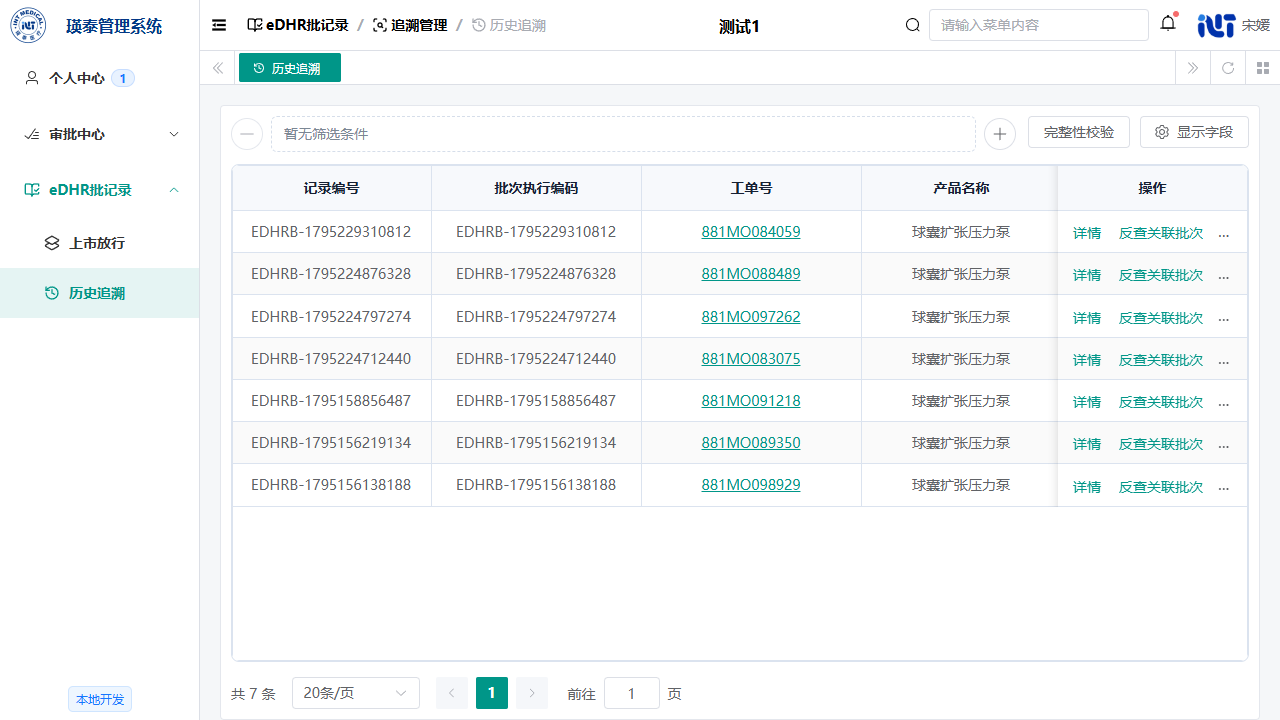 瑛泰管理系统
eDHR批记录 / 追溯管理 / 历史追溯
测试1
请输入菜单内容
宋媛
个人中心 1
审批中心
eDHR批记录
上市放行
历史追溯
本地开发
历史追溯
暂无筛选条件
完整性校验
显示字段
记录编号 批次执行编码 工单号 产品名称 操作
EDHRB-1795229310812 EDHRB-1795229310812 881MO084059 球囊扩张压力泵 详情 反查关联批次 ...
EDHRB-1795224876328 EDHRB-1795224876328 881MO088489 球囊扩张压力泵 详情 反查关联批次 ...
EDHRB-1795224797274 EDHRB-1795224797274 881MO097262 球囊扩张压力泵 详情 反查关联批次 ...
EDHRB-1795224712440 EDHRB-1795224712440 881MO083075 球囊扩张压力泵 详情 反查关联批次 ...
EDHRB-1795158856487 EDHRB-1795158856487 881MO091218 球囊扩张压力泵 详情 反查关联批次 ...
EDHRB-1795156219134 EDHRB-1795156219134 881MO089350 球囊扩张压力泵 详情 反查关联批次 ...
EDHRB-1795156138188 EDHRB-1795156138188 881MO098929 球囊扩张压力泵 详情 反查关联批次 ...
共 7 条 20条/页 1 前往 1 页